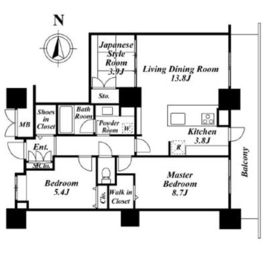 N
Japanese
Style
Room
3.9J
Living Dining Room
13.8J
Sto.
Shoes
in
Closet
Bath
Room
Powder
Room
W
MB
Kitchen
3.8J
R
Ent.
S.Clo.
Bedroom
5.4J
Clo.
Walk in
Closet
Master
Bedroom
8.7J
Balcony